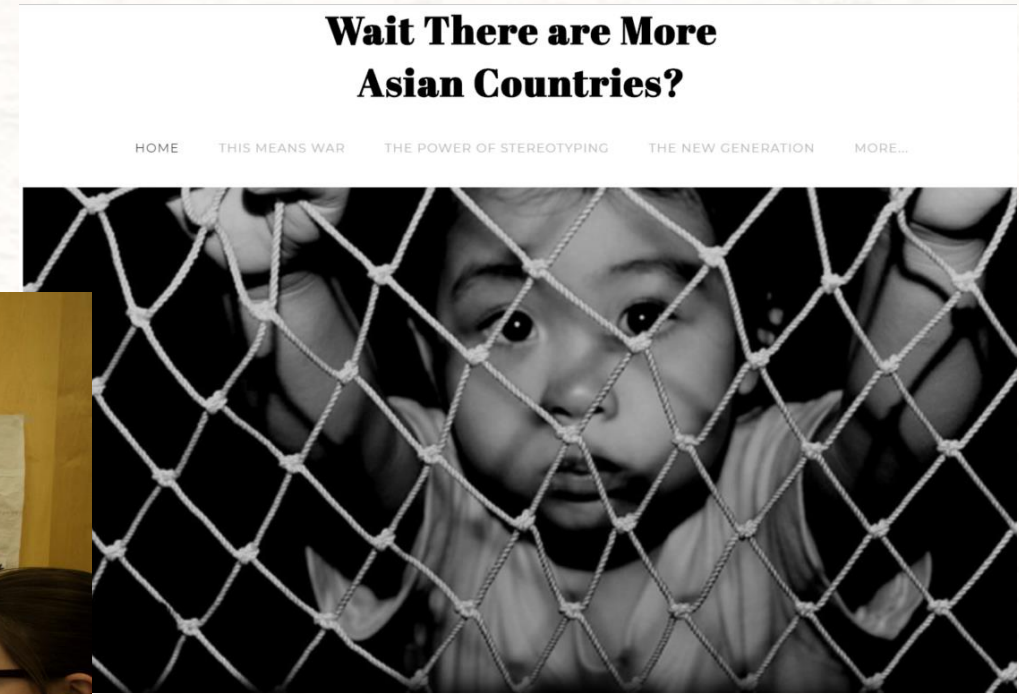 Wait There are More
Asian Countries?
HOME THIS MEANS WAR THE POWER OF STEREOTYPING THE NEW GENERATION MORE...